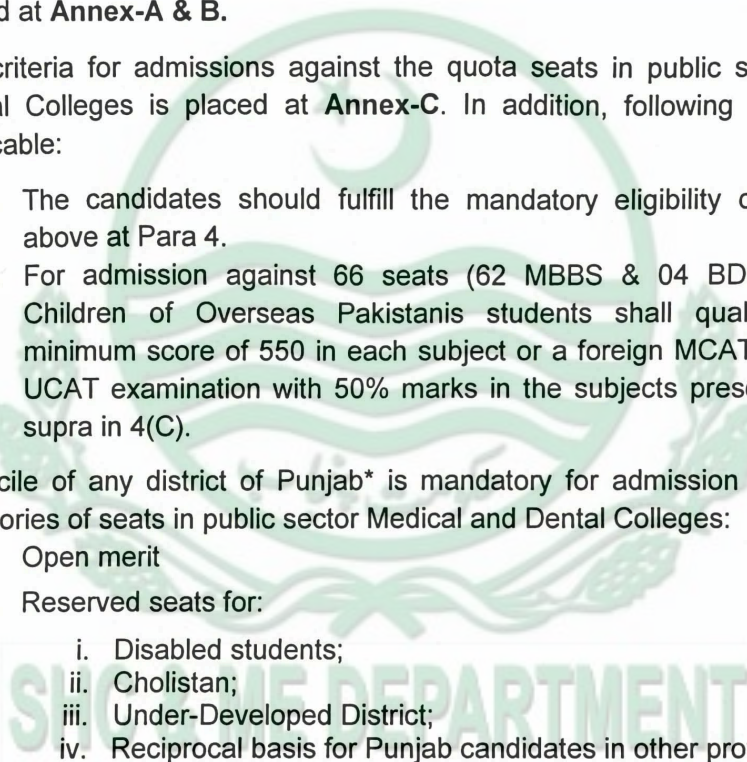 d at Annex-A & B.
criteria for admissions against the quota seats in public s
al Colleges is placed at Annex-C. In addition, following
cable:
The candidates should fulfill the mandatory eligibility c
above at Para 4.
For admission against 66 seats (62 MBBS & 04 BD
Children of Overseas Pakistanis students shall qual
minimum score of 550 in each subject or a foreign MCAT
UCAT examination with 50% marks in the subjects pres
supra in 4(C).
cile of any district of Punjab* is mandatory for admission
ories of seats in public sector Medical and Dental Colleges:
Open merit
Reserved seats for:
i. Disabled students;
ii. Cholistan;
iii. Under-Developed District;
iv. Reciprocal basis for Punjab candidates in other pro
SHC & ME DEPARTMENT